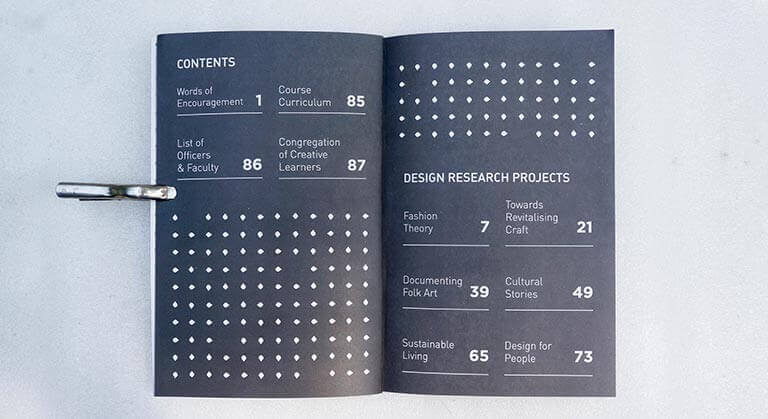 CONTENTS
Words of
Encouragement 1
Course
Curriculum 85
List of
Officers
& Faculty 86
Congregation
of Creative
Learners 87
DESIGN RESEARCH PROJECTS
Fashion
Theory 7
Towards
Revitalising
Craft 21
Documenting
Folk Art 39
Cultural
Stories 49
Sustainable
Living 65
Design for
People 73